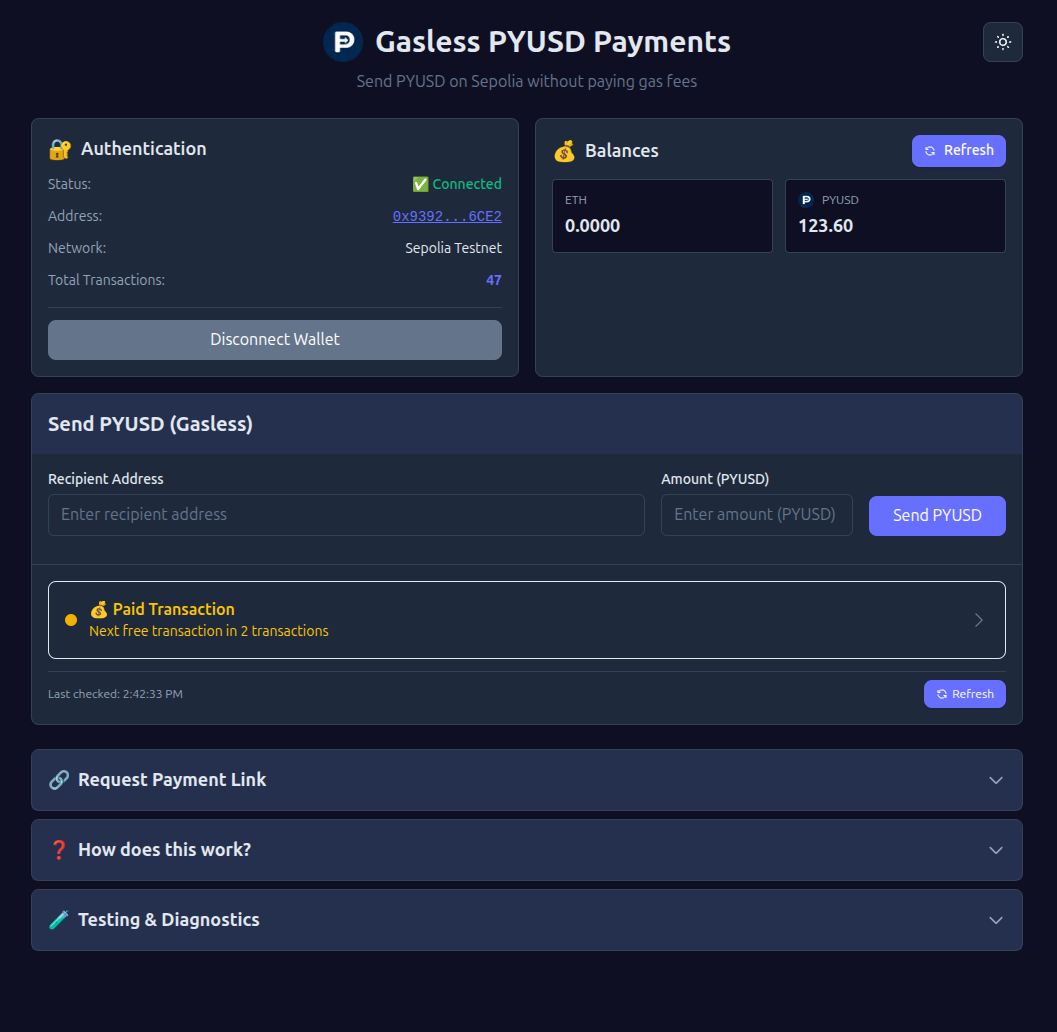 Gasless PYUSD Payments
Send PYUSD on Sepolia without paying gas fees
Authentication
Status: ✅ Connected
Address: 0x9392...6CE2
Network: Sepolia Testnet
Total Transactions: 47
Disconnect Wallet
Balances
Refresh
ETH
0.0000
PYUSD
123.60
Send PYUSD (Gasless)
Recipient Address
Enter recipient address
Amount (PYUSD)
Enter amount (PYUSD)
Send PYUSD
Paid Transaction
Next free transaction in 2 transactions
Last checked: 2:42:33 PM
Refresh
Request Payment Link
How does this work?
Testing & Diagnostics